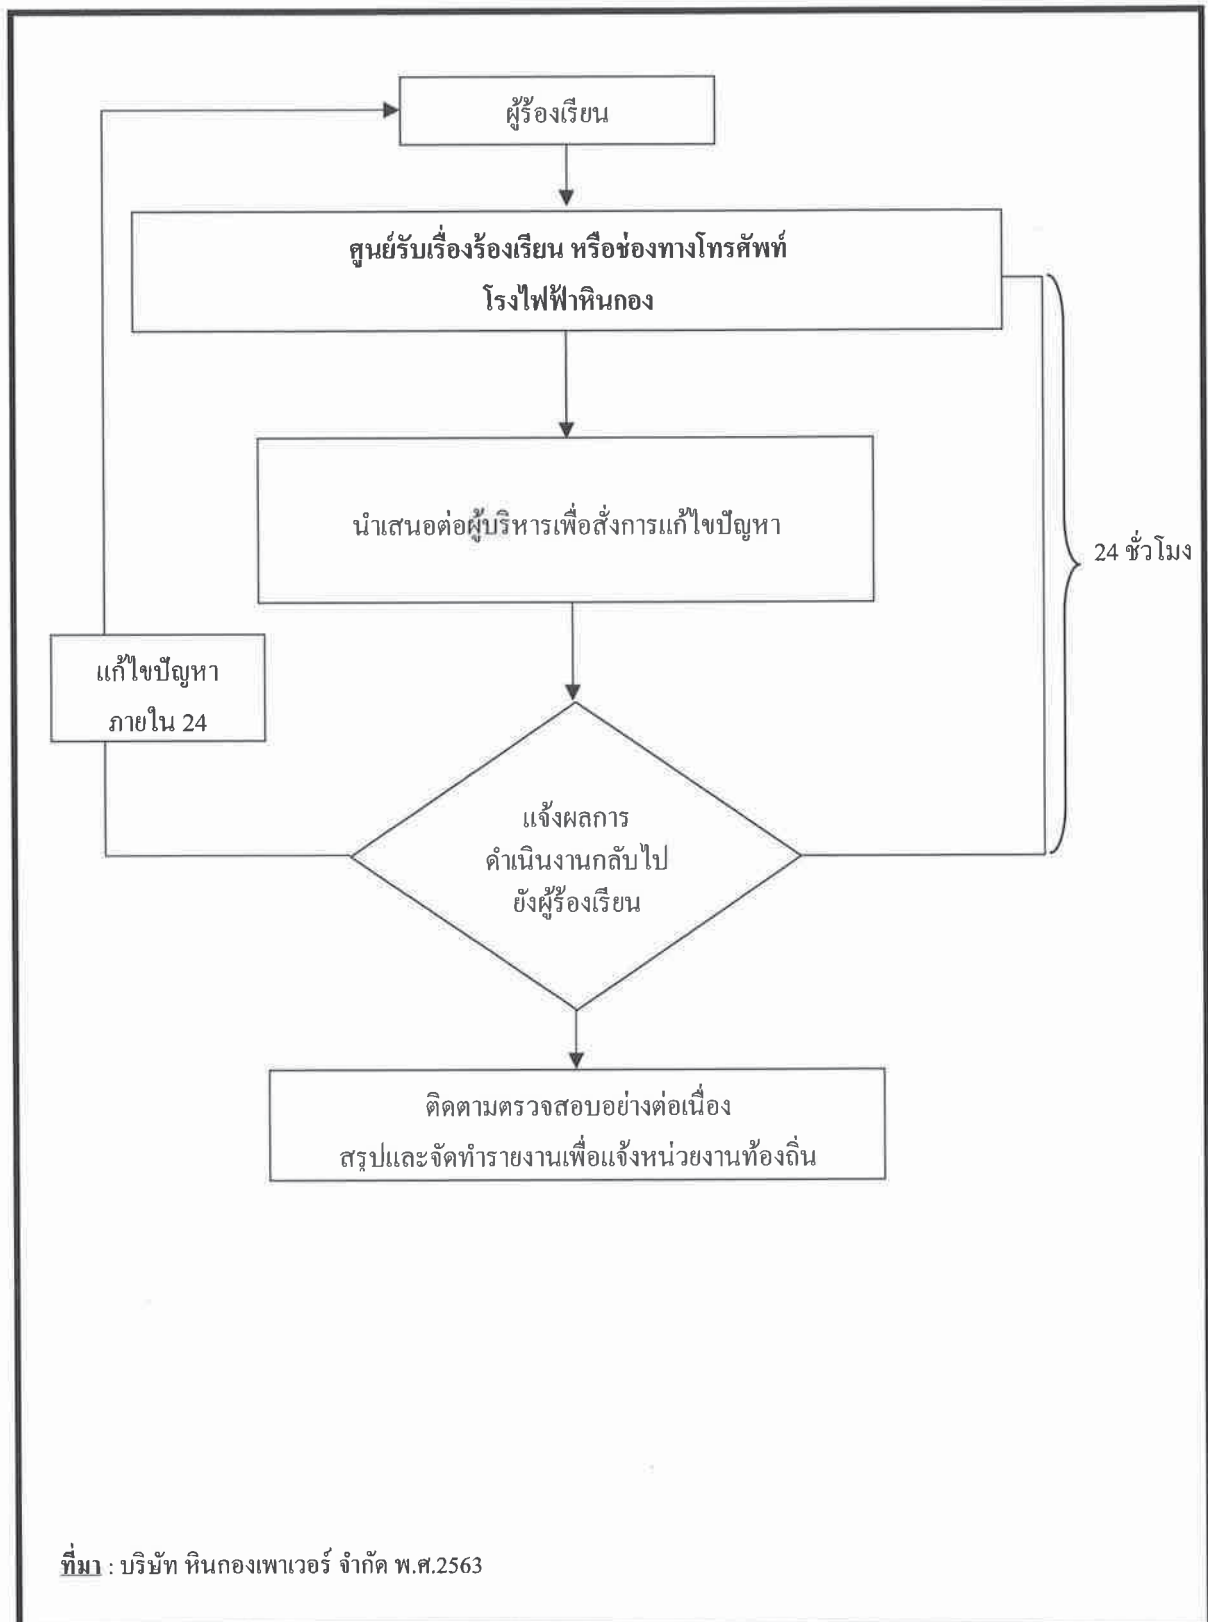 ผู้ร้องเรียน
ศูนย์รับเรื่องร้องเรียน หรือช่องทางโทรศัพท์
โรงไฟฟ้าหินกอง
นำเสนอต่อผู้บริหารเพื่อสั่งการแก้ไขปัญหา
24 ชั่วโมง
แก้ไขปัญหา
ภายใน 24
แจ้งผลการ
ดำเนินงานกลับไป
ยังผู้ร้องเรียน
ติดตามตรวจสอบอย่างต่อเนื่อง
สรุปและจัดทำรายงานเพื่อแจ้งหน่วยงานท้องถิ่น
ที่มา : บริษัท หินกองเพาเวอร์ จำกัด พ.ศ.2563